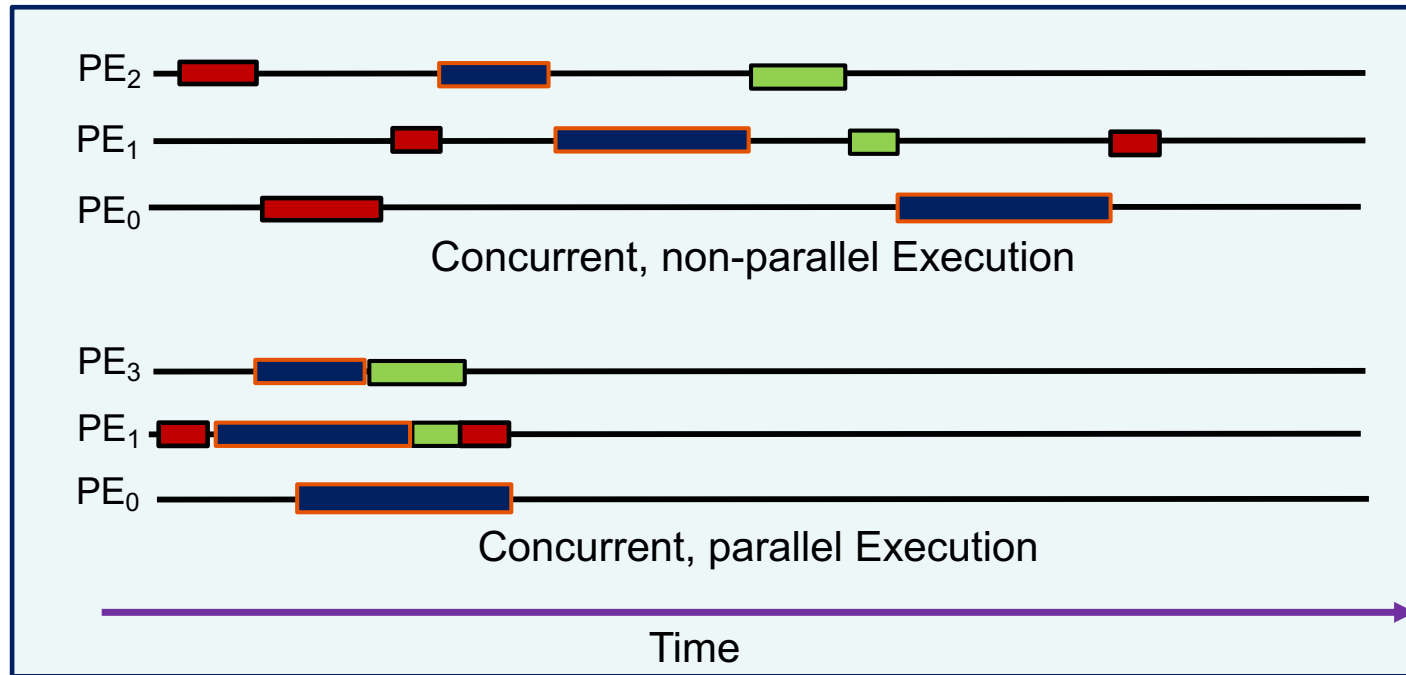 PE₂
PE₁
PE₀
Concurrent, non-parallel Execution
PE₃
PE₁
PE₀
Concurrent, parallel Execution
Time